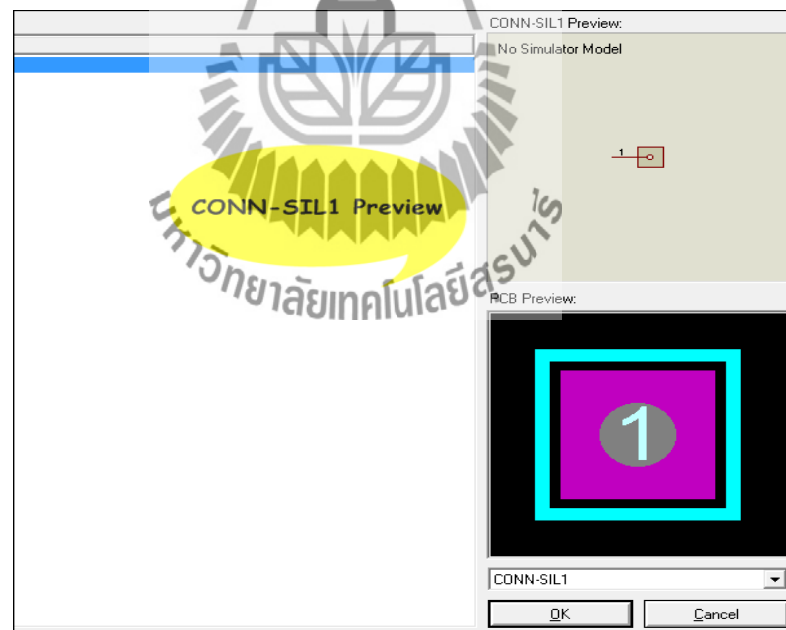 CONN-SIL1 Preview:
No Simulator Model
1
CONN-SIL1 Preview
มหาวิทยาลัยเทคโนโลยีสุรนารี
PCB Preview:
1
CONN-SIL1
OK
Cancel